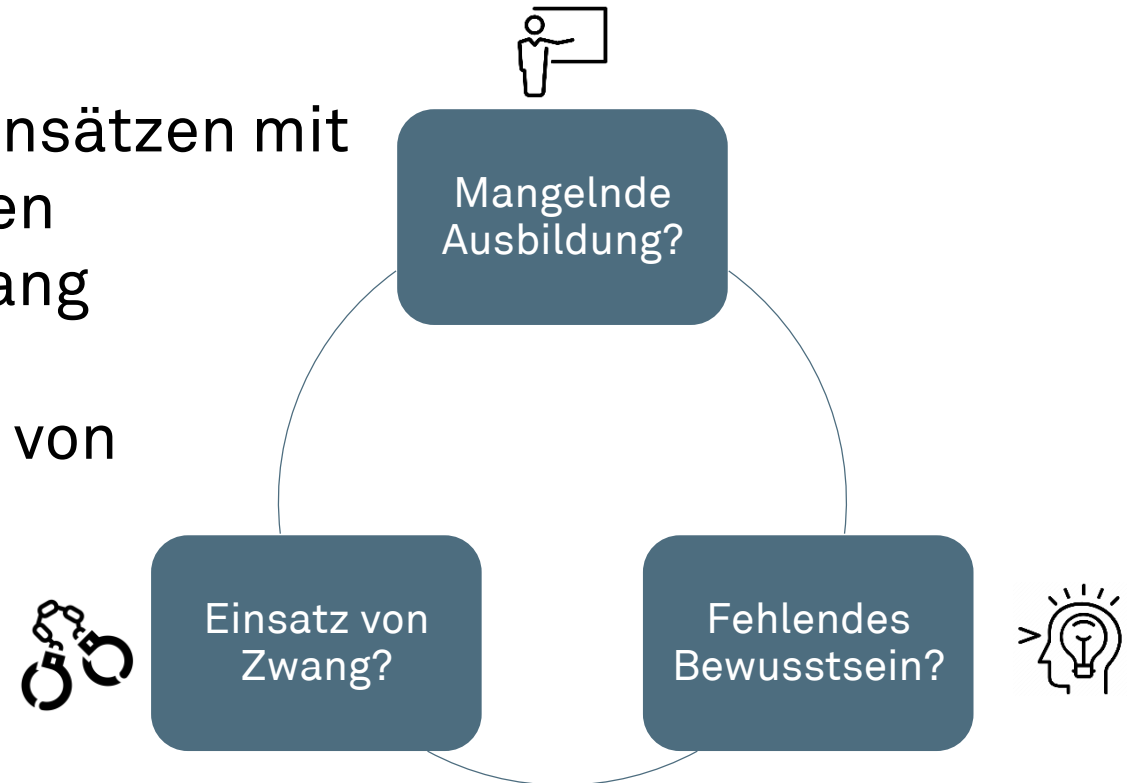 nsätzen mit
en
ang
von
Mangelnde
Ausbildung?
Einsatz von
Zwang?
Fehlendes
Bewusstsein?